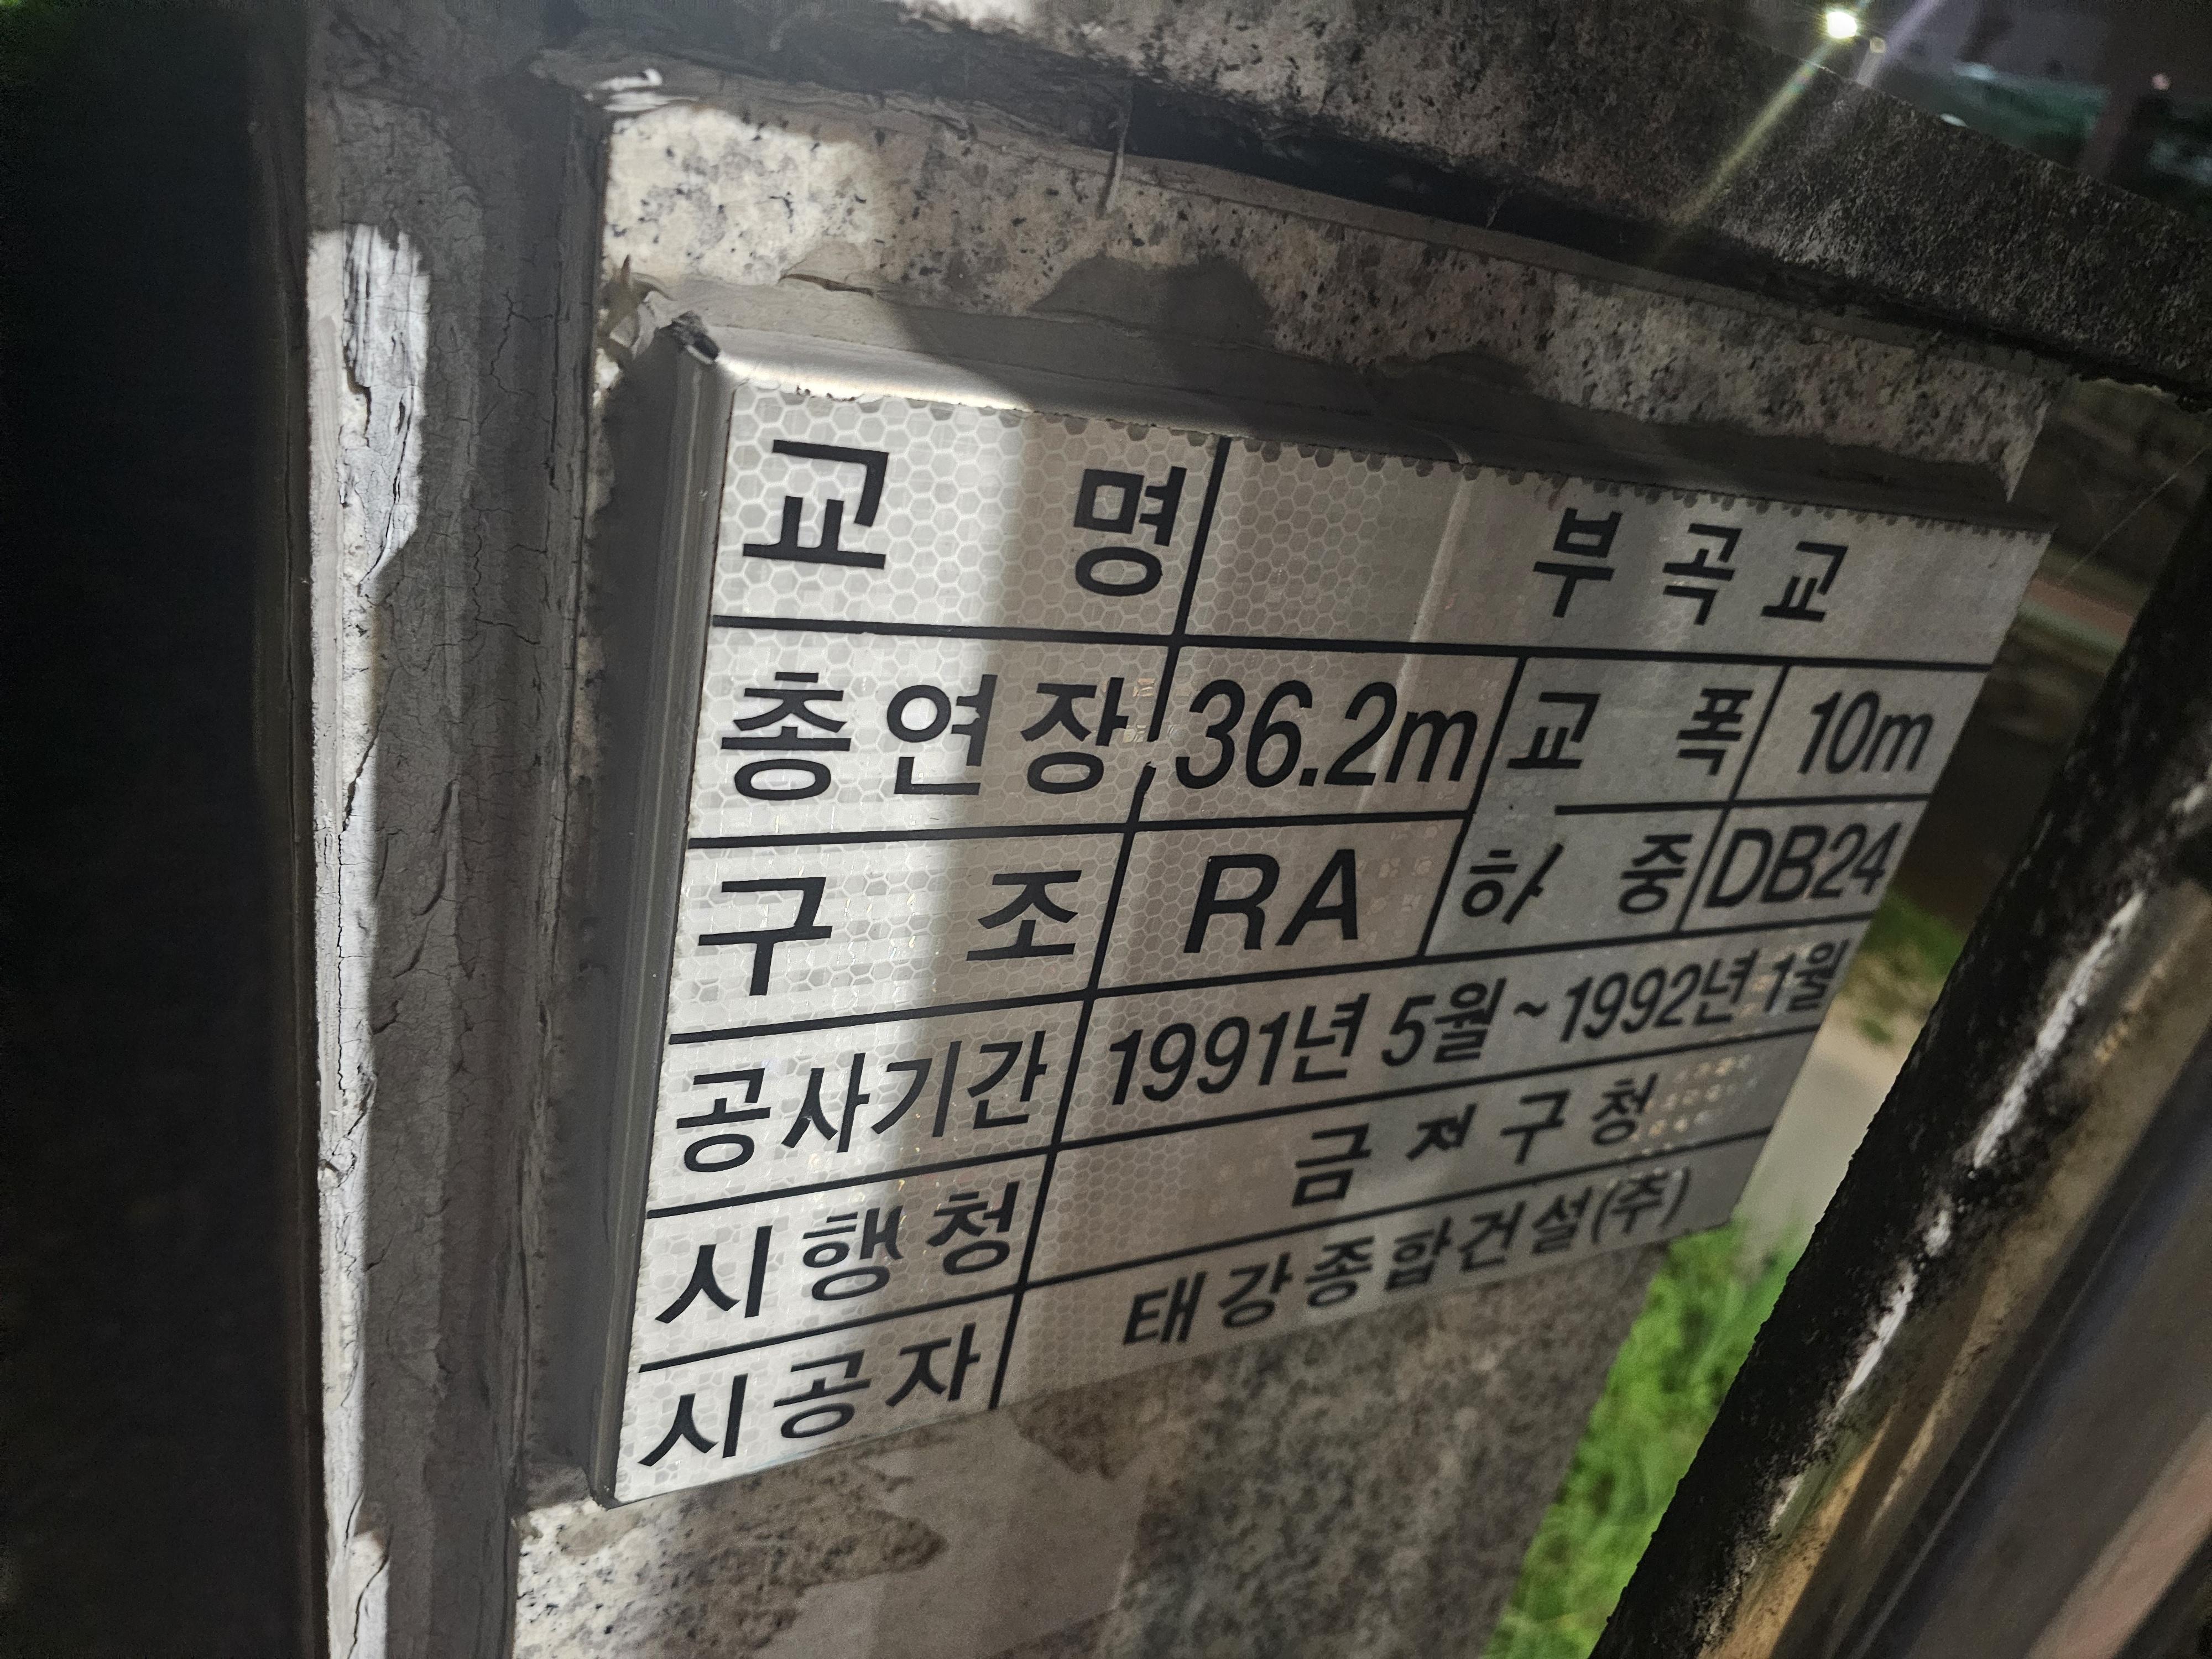 교 명 부곡교
총연장 36.2m 교 폭 10m
구 조 RA 하 중 DB24
공사기간 1991년 5월~1992년 1월
시행청 금정구청
시공자 태강종합건설(주)